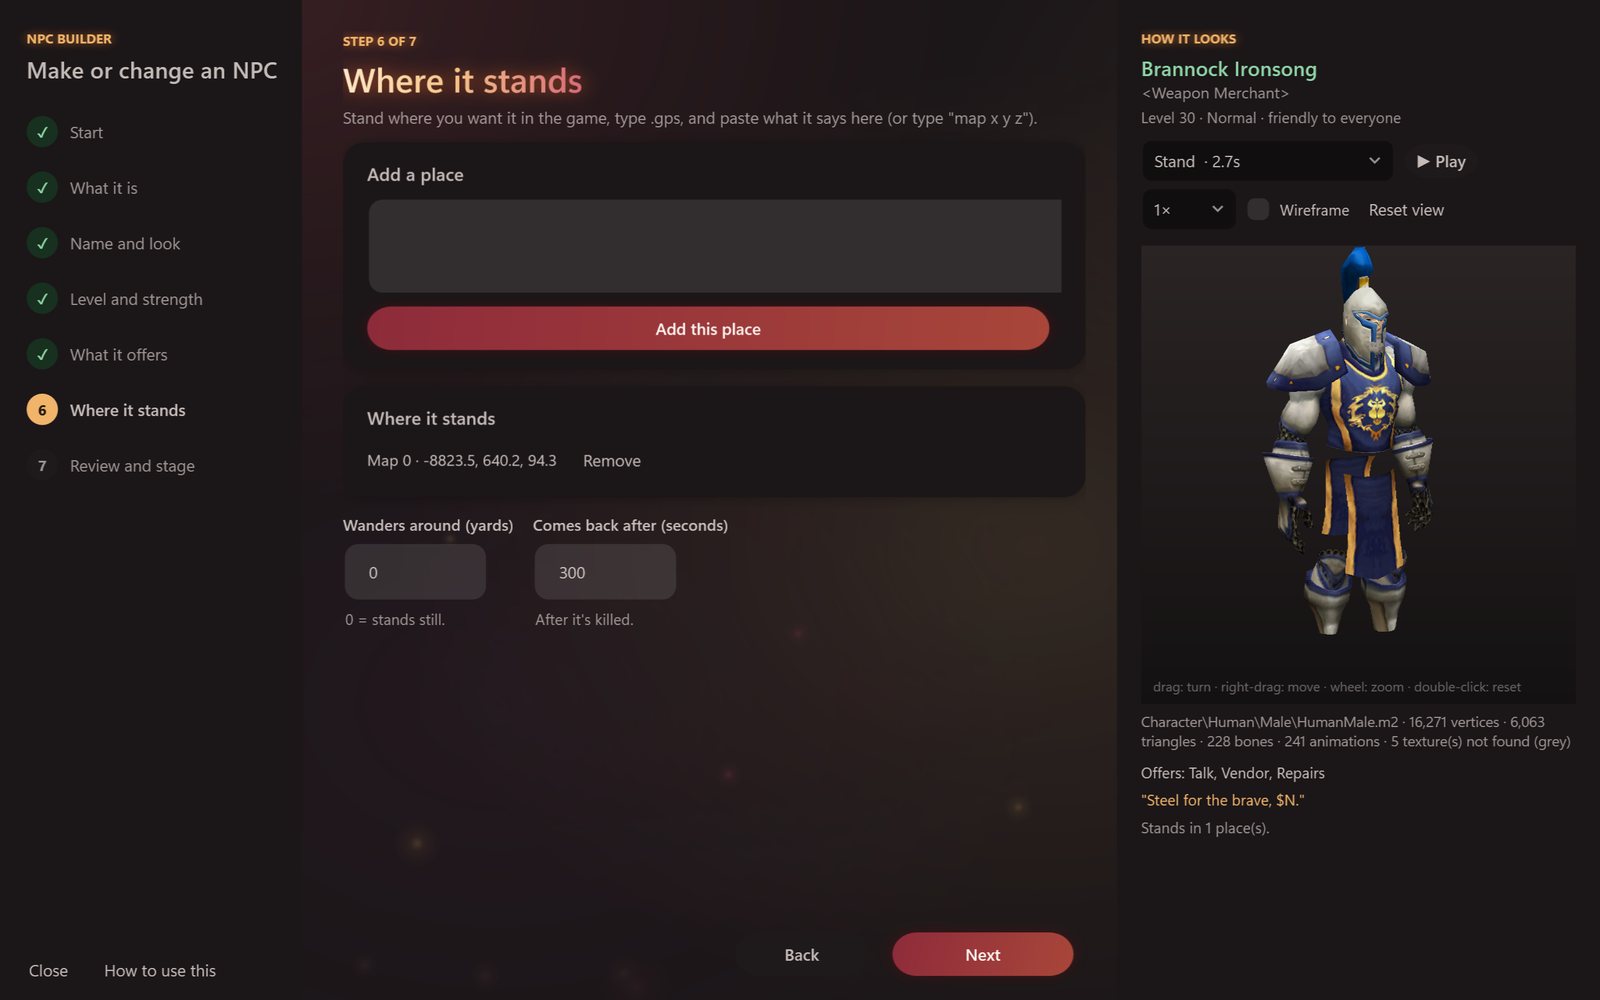 NPC BUILDER
Make or change an NPC
✓ Start
✓ What it is
✓ Name and look
✓ Level and strength
✓ What it offers
6 Where it stands
7 Review and stage
Close How to use this
STEP 6 OF 7
Where it stands
Stand where you want it in the game, type .gps, and paste what it says here (or type "map x y z").
Add a place
Add this place
Where it stands
Map 0 · -8823.5, 640.2, 94.3 Remove
Wanders around (yards) Comes back after (seconds)
0 300
0 = stands still. After it's killed.
Back Next
HOW IT LOOKS
Brannock Ironsong
<Weapon Merchant>
Level 30 · Normal · friendly to everyone
Stand · 2.7s ▶ Play
1× Wireframe Reset view
drag: turn · right-drag: move · wheel: zoom · double-click: reset
Character\Human\Male\HumanMale.m2 · 16,271 vertices · 6,063
triangles · 228 bones · 241 animations · 5 texture(s) not found (grey)
Offers: Talk, Vendor, Repairs
"Steel for the brave, $N."
Stands in 1 place(s).